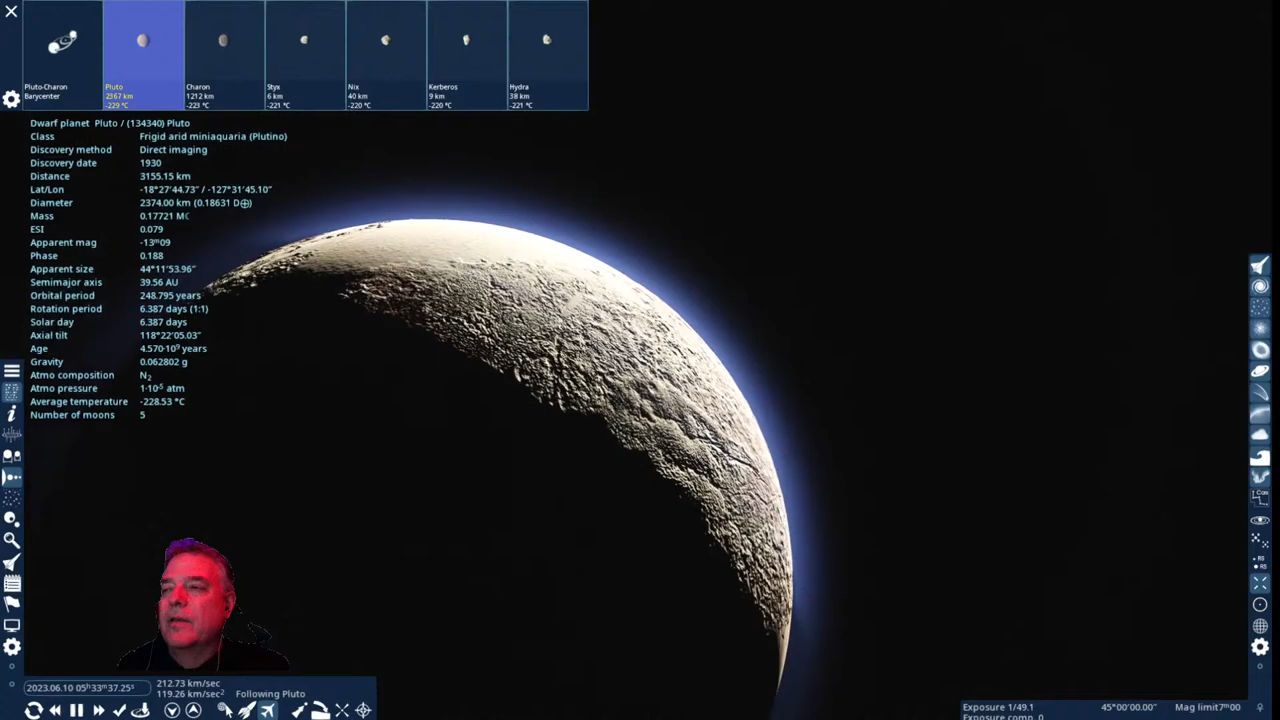 Pluto-Charon
Barycenter
Pluto
2367 km
-229 °C
Charon
1212 km
-223 °C
Styx
6 km
-221 °C
Nix
40 km
-220 °C
Kerberos
9 km
-220 °C
Hydra
38 km
-221 °C
Dwarf planet Pluto / (134340) Pluto
Class Frigid arid miniaquaria (Plutino)
Discovery method Direct imaging
Discovery date 1930
Distance 3155.15 km
Lat/Lon -18°27'44.73" / -127°31'45.10"
Diameter 2374.00 km (0.18631 D⊕)
Mass 0.17721 M☾
ESI 0.079
Apparent mag -13ᵐ09
Phase 0.188
Apparent size 44°11'53.96"
Semimajor axis 39.56 AU
Orbital period 248.795 years
Rotation period 6.387 days (1:1)
Solar day 6.387 days
Axial tilt 118°22'05.03"
Age 4.570·10⁹ years
Gravity 0.062802 g
Atmo composition N₂
Atmo pressure 1·10⁻⁵ atm
Average temperature -228.53 °C
Number of moons 5
2023.06.10 05ʰ33ᵐ37.25ˢ
212.73 km/sec
119.26 km/sec²
Following Pluto
Exposure 1/49.1 45°00'00.00" Mag limit 7ᵐ00
Exposure comp. 0